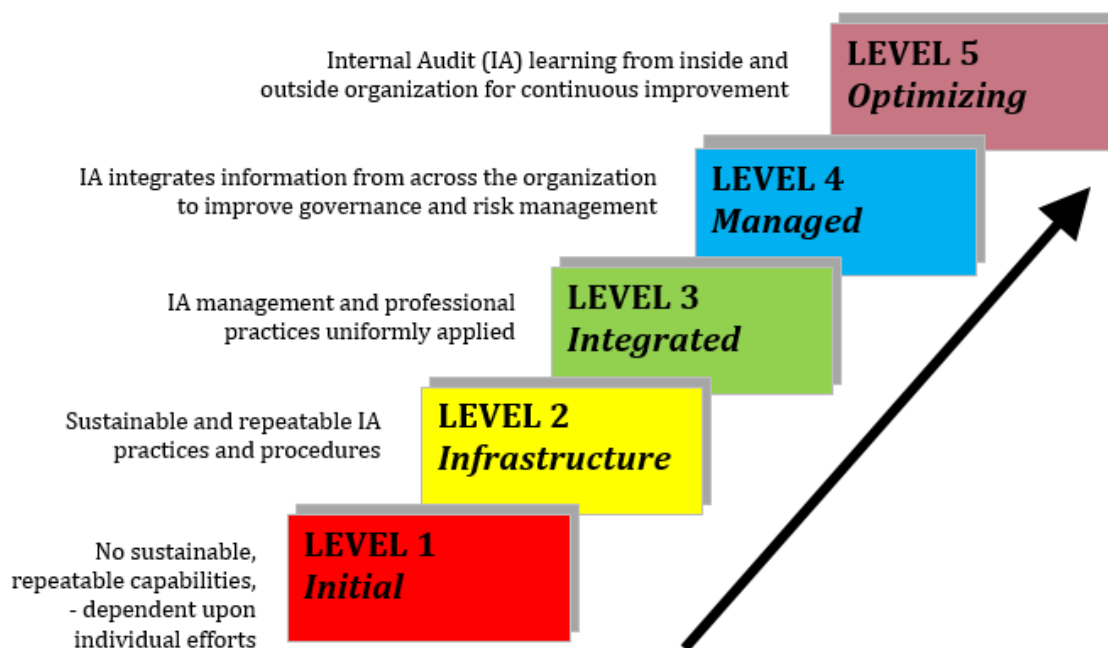 Internal Audit (IA) learning from inside and
outside organization for continuous improvement
LEVEL 5
Optimizing
IA integrates information from across the organization
to improve governance and risk management
LEVEL 4
Managed
IA management and professional
practices uniformly applied
LEVEL 3
Integrated
Sustainable and repeatable IA
practices and procedures
LEVEL 2
Infrastructure
No sustainable,
repeatable capabilities,
- dependent upon
individual efforts
LEVEL 1
Initial